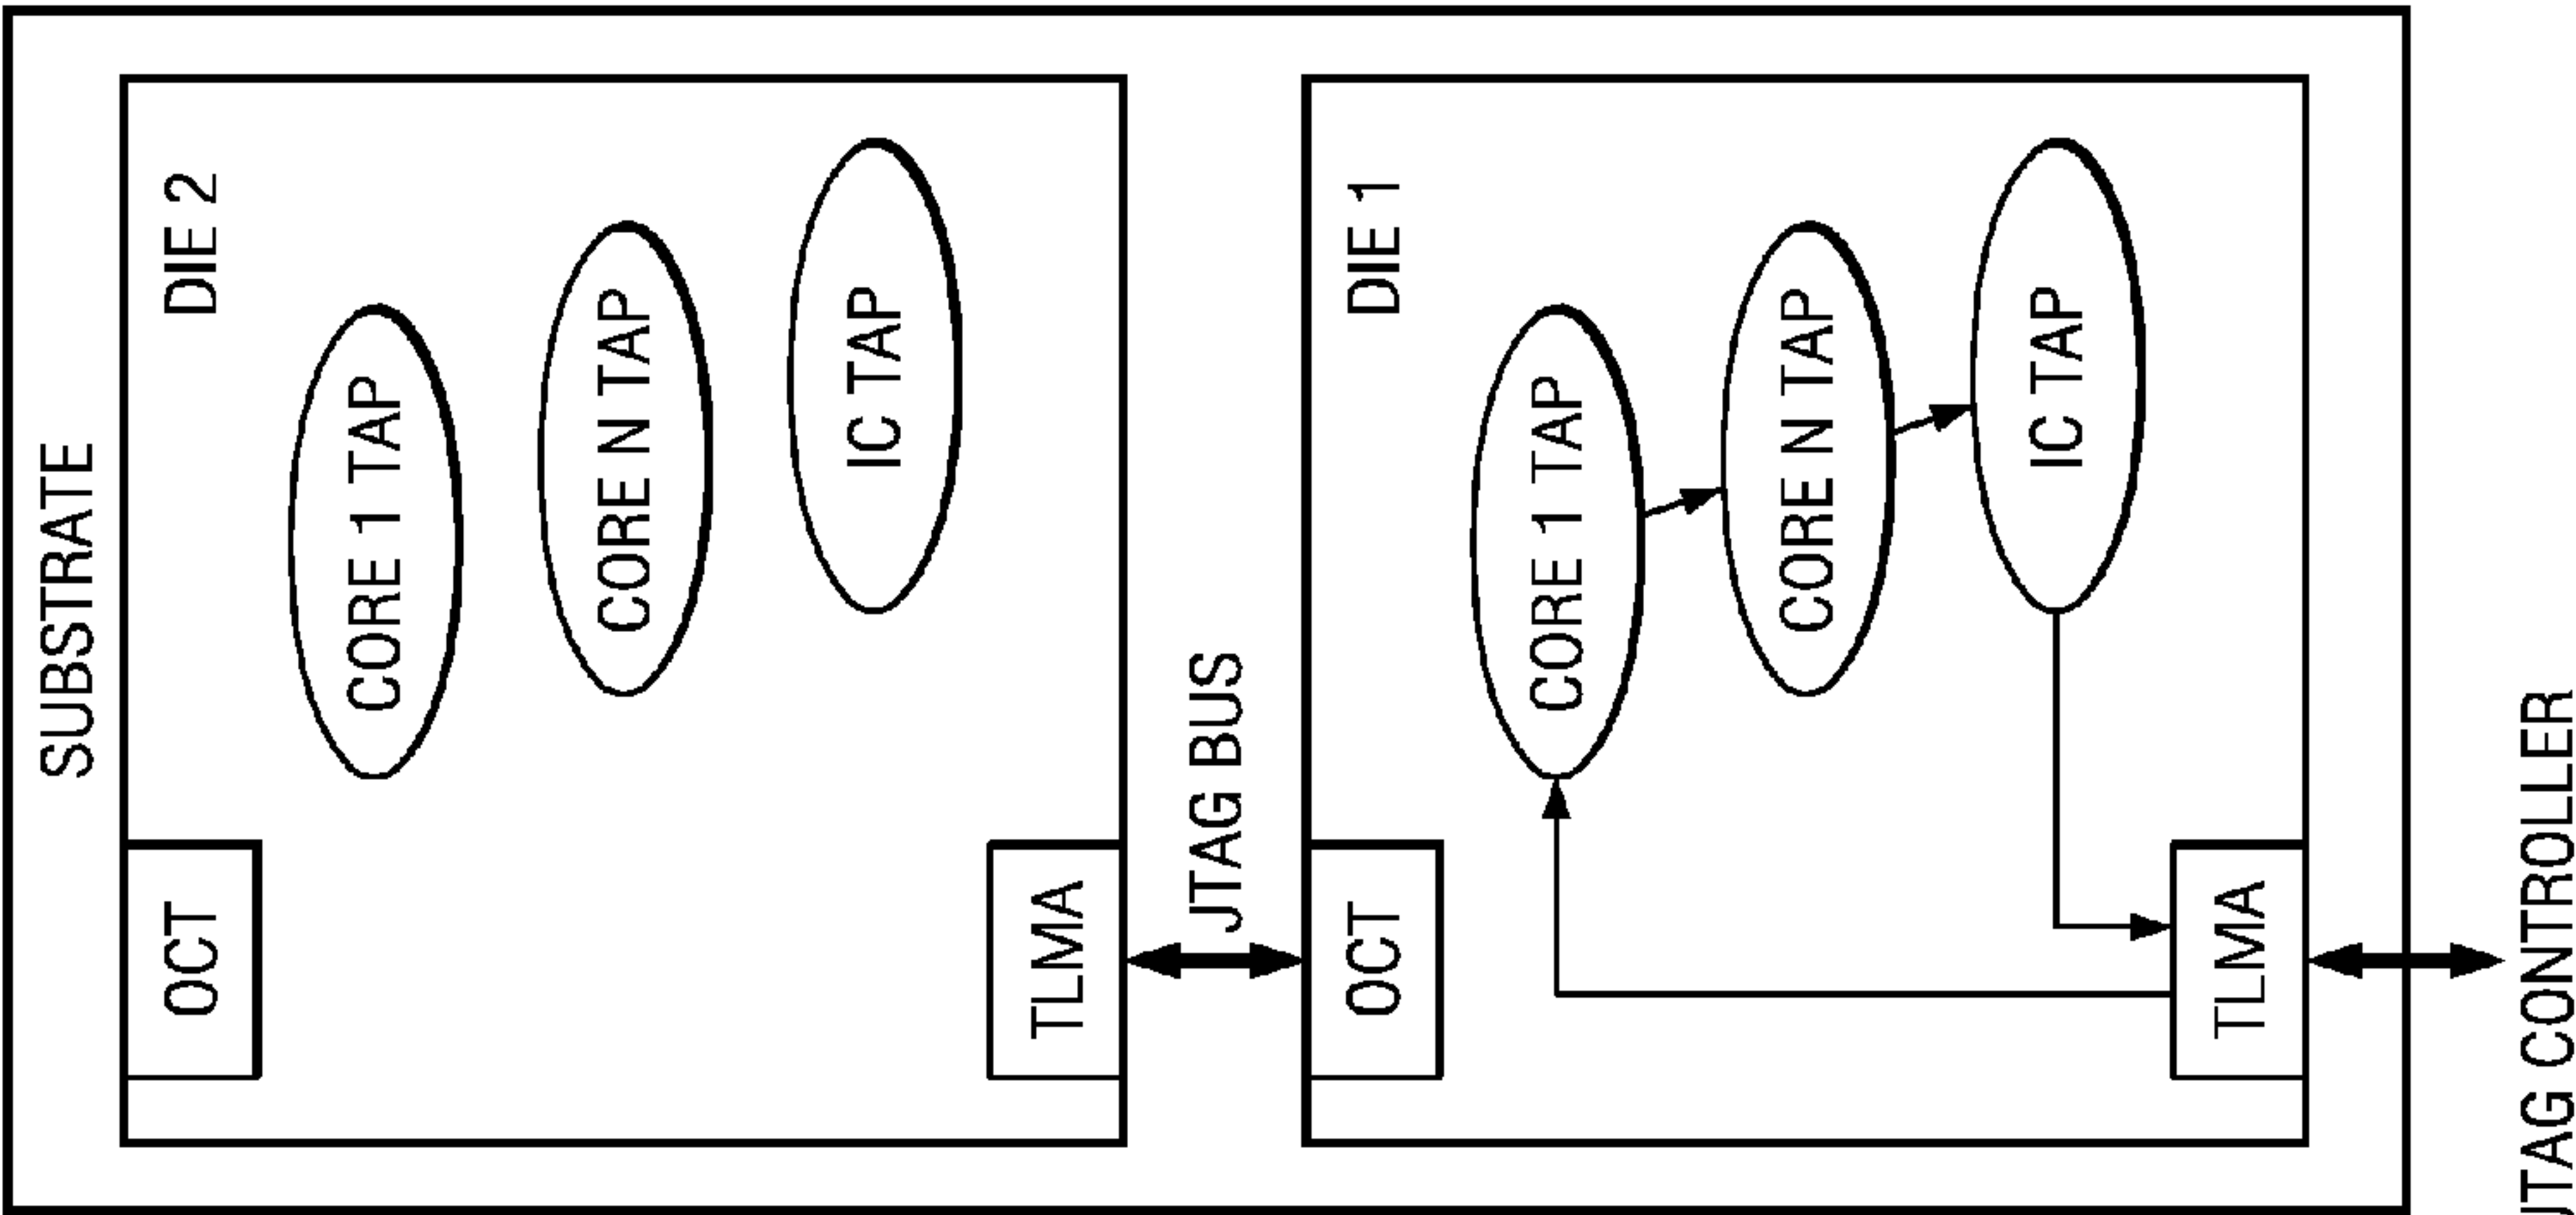 SUBSTRATE
OCT
DIE 2
CORE 1 TAP
CORE N TAP
IC TAP
TLMA
JTAG BUS
OCT
DIE 1
CORE 1 TAP
CORE N TAP
IC TAP
TLMA
JTAG CONTROLLER